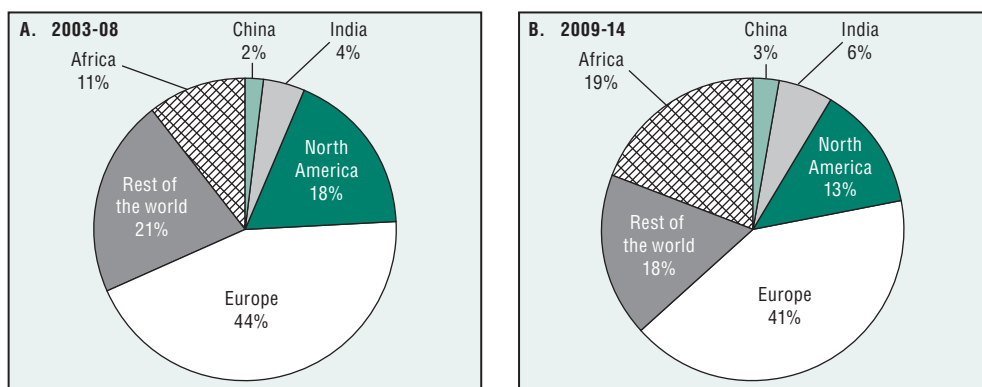 A. 2003-08
China
2%
India
4%
Africa
11%
North
America
18%
Rest of
the world
21%
Europe
44%
B. 2009-14
China
3%
India
6%
Africa
19%
North
America
13%
Rest of
the world
18%
Europe
41%